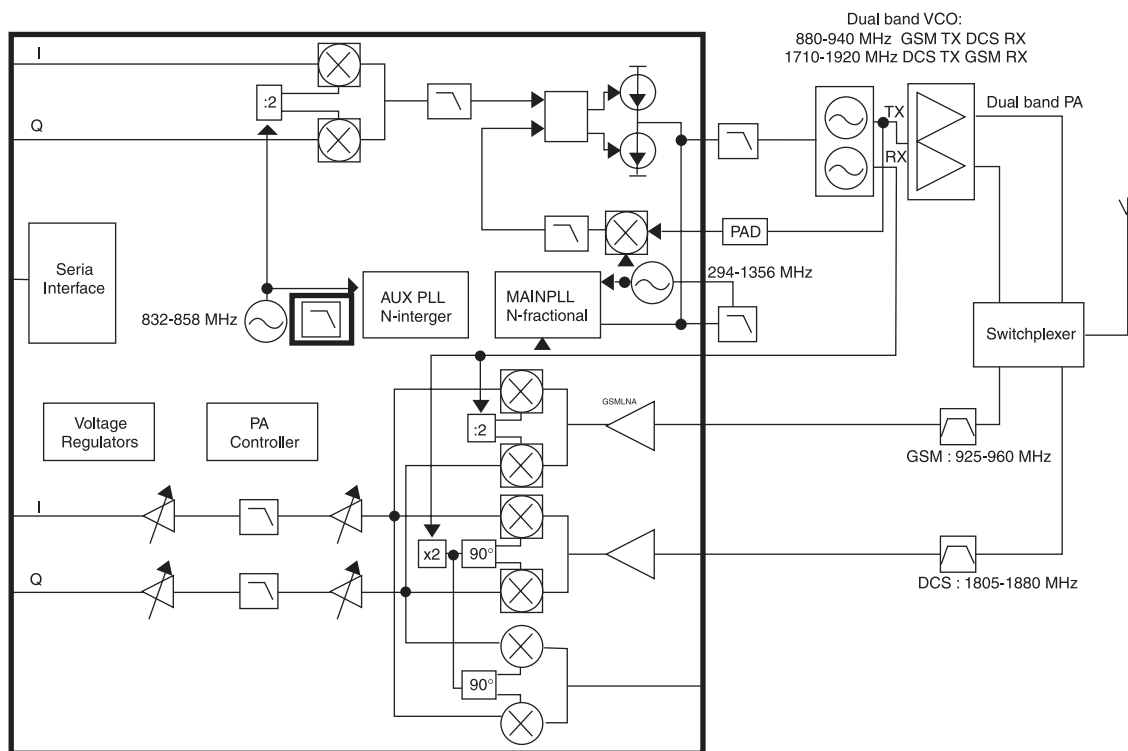 Dual band VCO:
880-940 MHz GSM TX DCS RX
1710-1920 MHz DCS TX GSM RX
I
:2
Q
TX
RX
Dual band PA
PAD
Seria
Interface
832-858 MHz
AUX PLL
N-interger
MAINPLL
N-fractional
294-1356 MHz
Switchplexer
Voltage
Regulators
PA
Controller
:2
GSMLNA
GSM : 925-960 MHz
I
x2
90°
Q
DCS : 1805-1880 MHz
90°